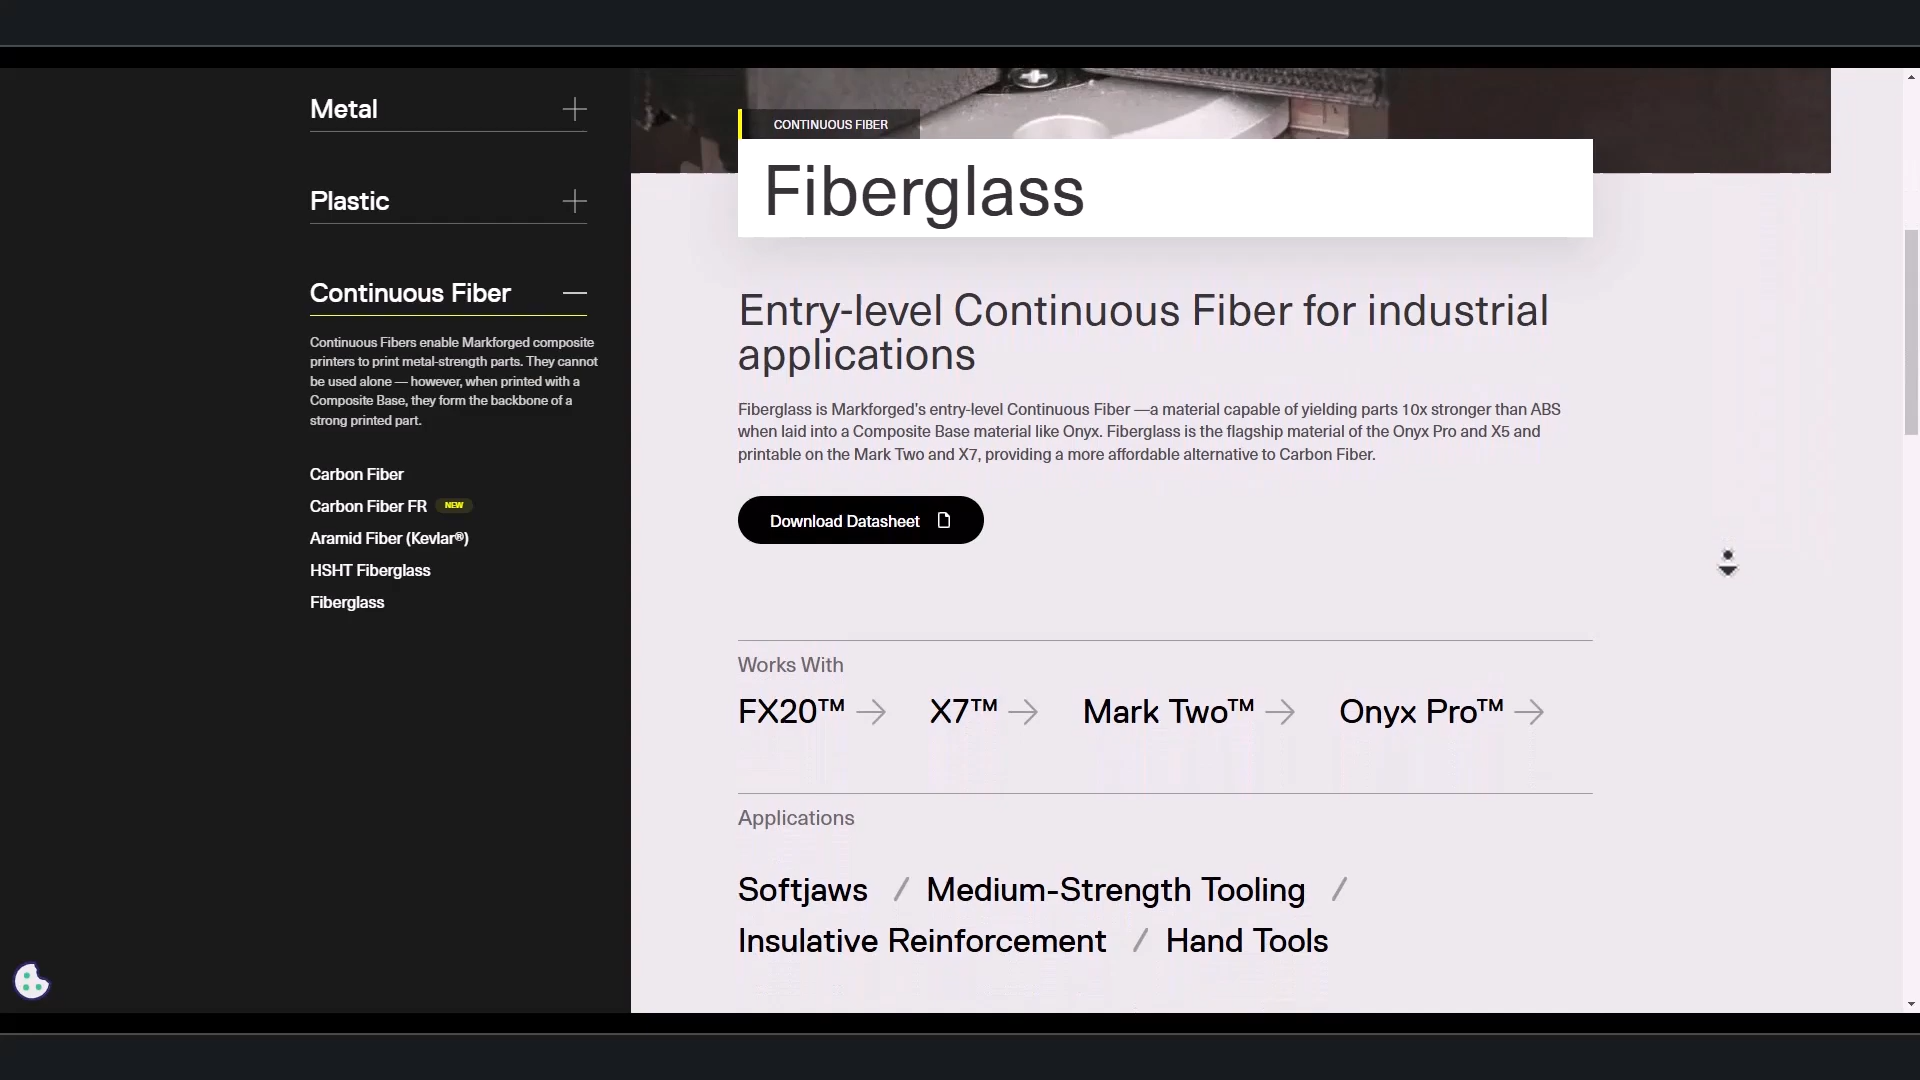 Metal
Plastic
Continuous Fiber
Continuous Fibers enable Markforged composite
printers to print metal-strength parts. They cannot
be used alone — however, when printed with a
Composite Base, they form the backbone of a
strong printed part.
Carbon Fiber
Carbon Fiber FR NEW
Aramid Fiber (Kevlar®)
HSHT Fiberglass
Fiberglass
CONTINUOUS FIBER
Fiberglass
Entry-level Continuous Fiber for industrial
applications
Fiberglass is Markforged’s entry-level Continuous Fiber —a material capable of yielding parts 10x stronger than ABS
when laid into a Composite Base material like Onyx. Fiberglass is the flagship material of the Onyx Pro and X5 and
printable on the Mark Two and X7, providing a more affordable alternative to Carbon Fiber.
Download Datasheet
Works With
FX20™ X7™ Mark Two™ Onyx Pro™
Applications
Softjaws / Medium-Strength Tooling /
Insulative Reinforcement / Hand Tools